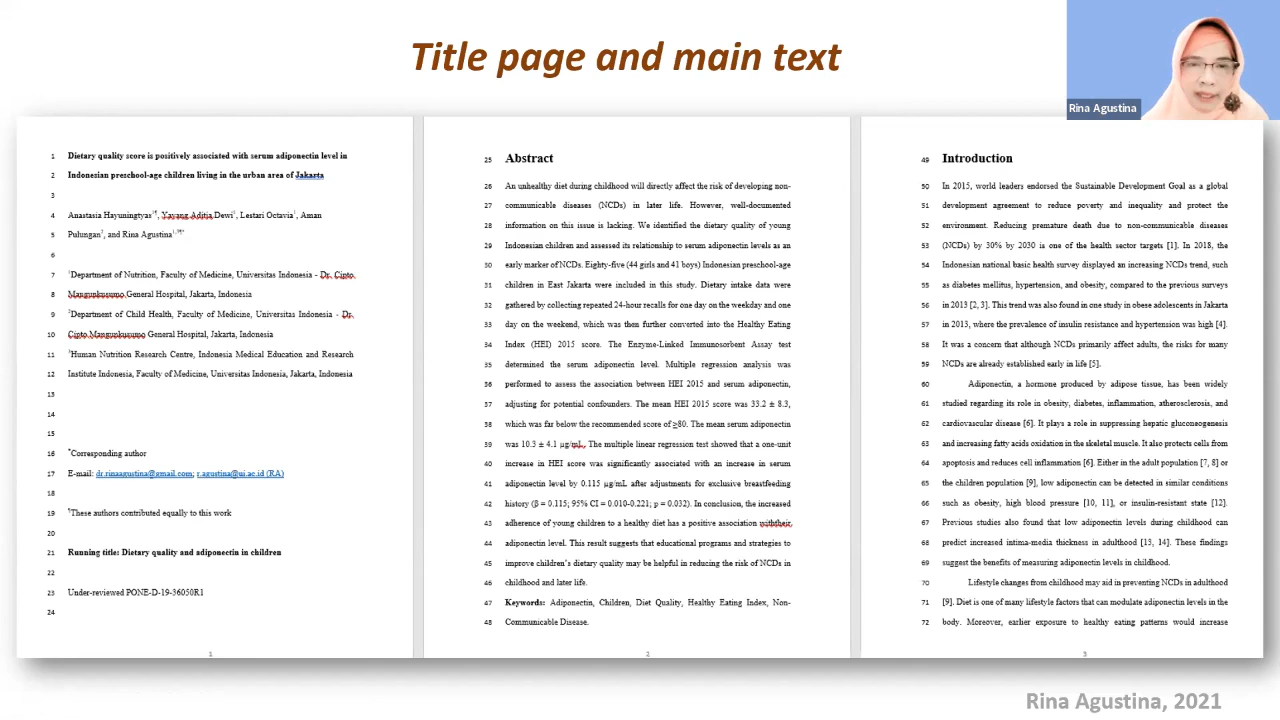 Title page and main text
Rina Agustina
1 Dietary quality score is positively associated with serum adiponectin level in
2 Indonesian preschool-age children living in the urban area of Jakarta
3
4 Anastasia Hayuningtyas¹¶, Yayang Aditia Dewi¹, Lestari Octavia¹, Aman
5 Pulungan², and Rina Agustina¹,³¶*
6
7 ¹Department of Nutrition, Faculty of Medicine, Universitas Indonesia - Dr. Cipto
8 Mangunkusumo General Hospital, Jakarta, Indonesia
9 ²Department of Child Health, Faculty of Medicine, Universitas Indonesia - Dr.
10 Cipto Mangunkusumo General Hospital, Jakarta, Indonesia
11 ³Human Nutrition Research Centre, Indonesia Medical Education and Research
12 Institute Indonesia, Faculty of Medicine, Universitas Indonesia, Jakarta, Indonesia
13
14
15
16 *Corresponding author
17 E-mail: dr.rinaagustina@gmail.com; r.agustina@ui.ac.id (RA)
18
19 ¶These authors contributed equally to this work
20
21 Running title: Dietary quality and adiponectin in children
22
23 Under-reviewed PONE-D-19-36050R1
24
1
25 Abstract
26 An unhealthy diet during childhood will directly affect the risk of developing non-
27 communicable diseases (NCDs) in later life. However, well-documented
28 information on this issue is lacking. We identified the dietary quality of young
29 Indonesian children and assessed its relationship to serum adiponectin levels as an
30 early marker of NCDs. Eighty-five (44 girls and 41 boys) Indonesian preschool-age
31 children in East Jakarta were included in this study. Dietary intake data were
32 gathered by collecting repeated 24-hour recalls for one day on the weekday and one
33 day on the weekend, which was then further converted into the Healthy Eating
34 Index (HEI) 2015 score. The Enzyme-Linked Immunosorbent Assay test
35 determined the serum adiponectin level. Multiple regression analysis was
36 performed to assess the association between HEI 2015 and serum adiponectin,
37 adjusting for potential confounders. The mean HEI 2015 score was 33.2 ± 8.3,
38 which was far below the recommended score of ≥80. The mean serum adiponectin
39 was 10.3 ± 4.1 µg/mL. The multiple linear regression test showed that a one-unit
40 increase in HEI score was significantly associated with an increase in serum
41 adiponectin level by 0.115 µg/mL after adjustments for exclusive breastfeeding
42 history (β = 0.115; 95% CI = 0.010-0.221; p = 0.032). In conclusion, the increased
43 adherence of young children to a healthy diet has a positive association withtheir
44 adiponectin level. This result suggests that educational programs and strategies to
45 improve children's dietary quality may be helpful in reducing the risk of NCDs in
46 childhood and later life.
47 Keywords: Adiponectin, Children, Diet Quality, Healthy Eating Index, Non-
48 Communicable Disease.
2
49 Introduction
50 In 2015, world leaders endorsed the Sustainable Development Goal as a global
51 development agreement to reduce poverty and inequality and protect the
52 environment. Reducing premature death due to non-communicable diseases
53 (NCDs) by 30% by 2030 is one of the health sector targets [1]. In 2018, the
54 Indonesian national basic health survey displayed an increasing NCDs trend, such
55 as diabetes mellitus, hypertension, and obesity, compared to the previous surveys
56 in 2013 [2, 3]. This trend was also found in one study in obese adolescents in Jakarta
57 in 2013, where the prevalence of insulin resistance and hypertension was high [4].
58 It was a concern that although NCDs primarily affect adults, the risks for many
59 NCDs are already established early in life [5].
60 Adiponectin, a hormone produced by adipose tissue, has been widely
61 studied regarding its role in obesity, diabetes, inflammation, atherosclerosis, and
62 cardiovascular disease [6]. It plays a role in suppressing hepatic gluconeogenesis
63 and increasing fatty acids oxidation in the skeletal muscle. It also protects cells from
64 apoptosis and reduces cell inflammation [6]. Either in the adult population [7, 8] or
65 the children population [9], low adiponectin can be detected in similar conditions
66 such as obesity, high blood pressure [10, 11], or insulin-resistant state [12].
67 Previous studies also found that low adiponectin levels during childhood can
68 predict increased intima-media thickness in adulthood [13, 14]. These findings
69 suggest the benefits of measuring adiponectin levels in childhood.
70 Lifestyle changes from childhood may aid in preventing NCDs in adulthood
71 [9]. Diet is one of many lifestyle factors that can modulate adiponectin levels in the
72 body. Moreover, earlier exposure to healthy eating patterns would increase
3
Rina Agustina, 2021